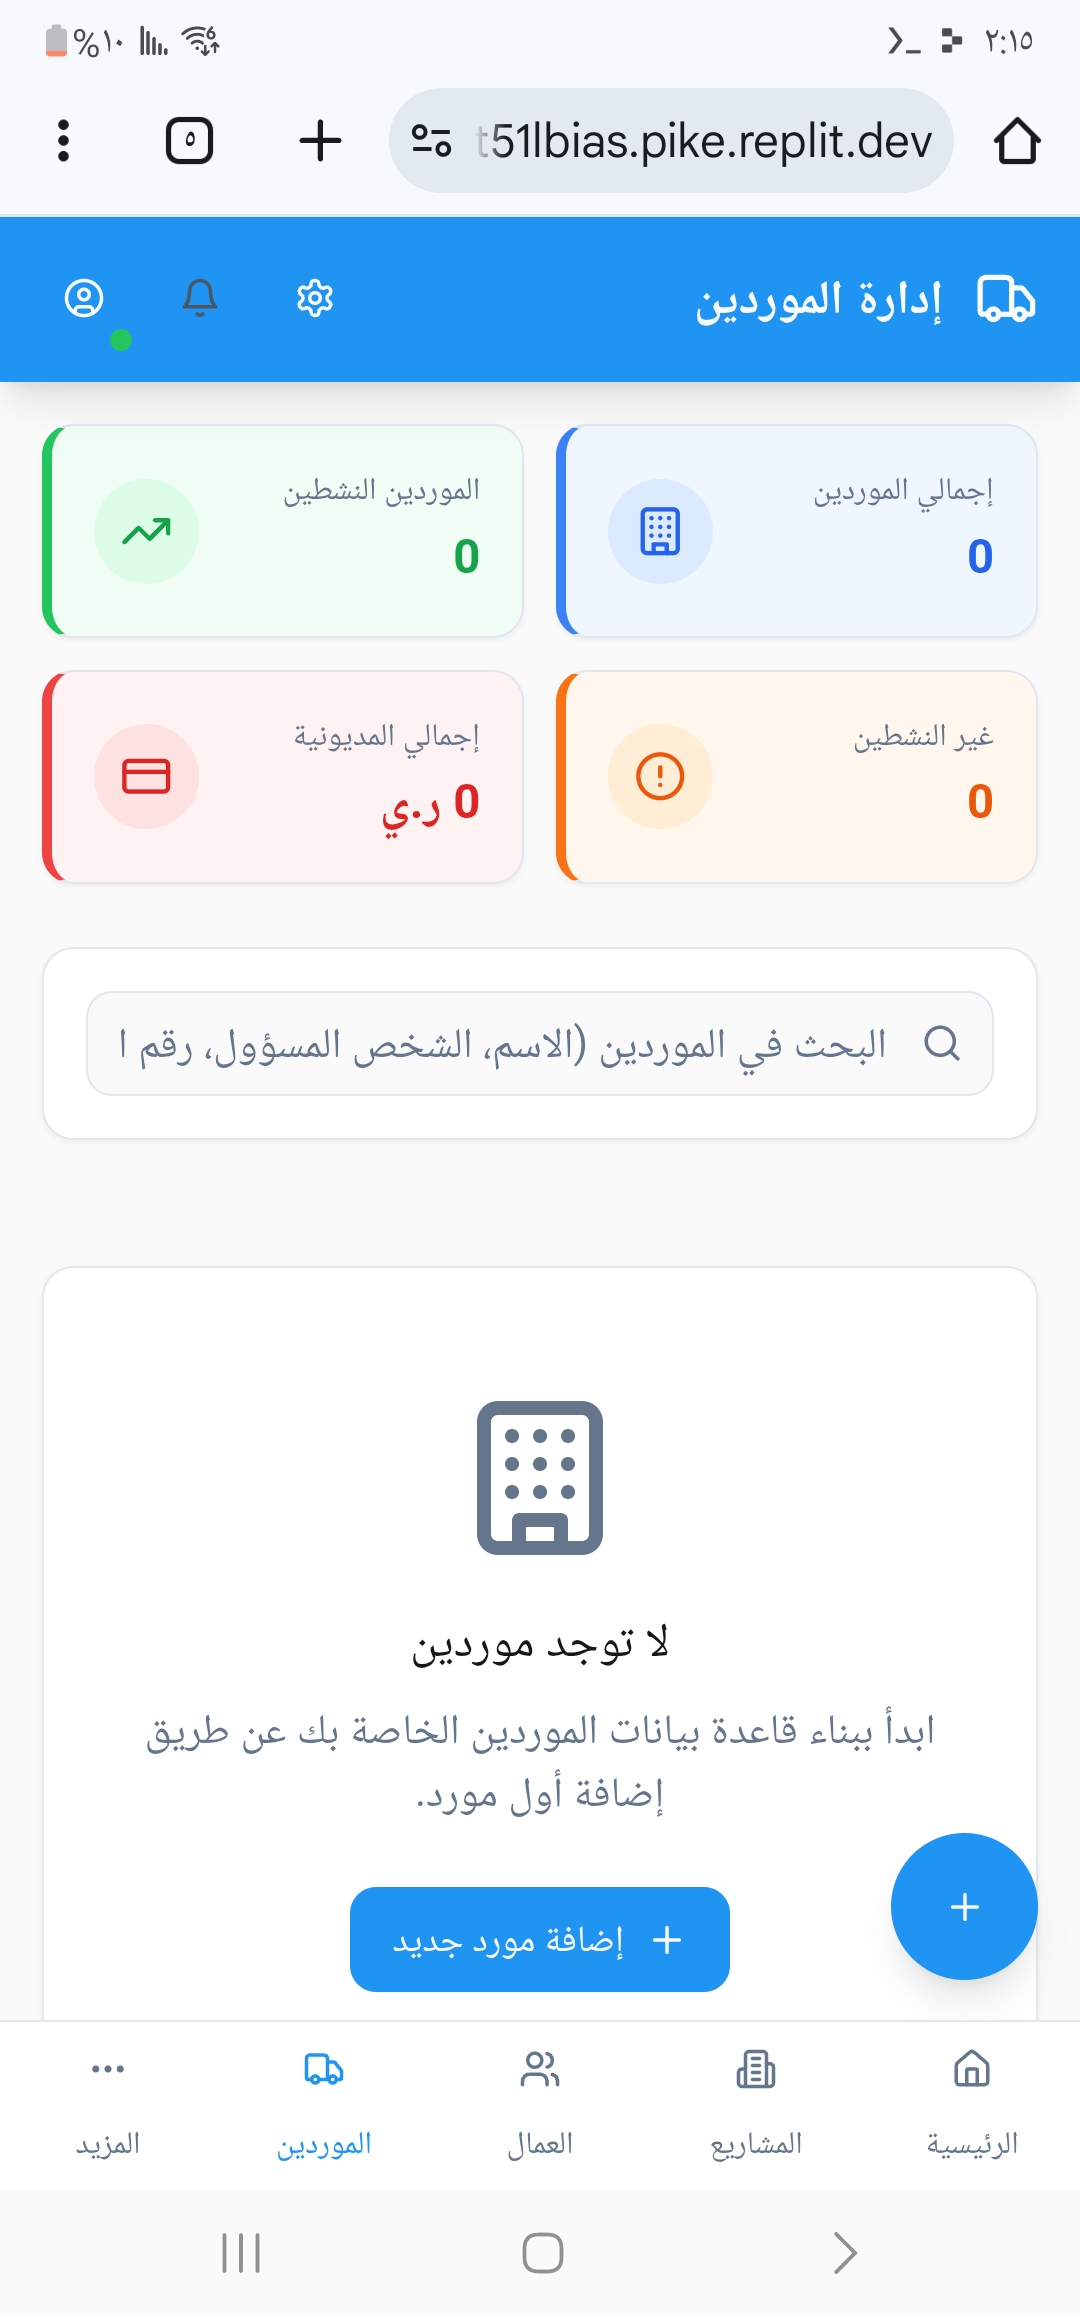 ٢:١٥
%١٠
6
٥
t51lbias.pike.replit.dev
إدارة الموردين
إجمالي الموردين
0
الموردين النشطين
0
غير النشطين
0
إجمالي المديونية
0 ر.ي
البحث في الموردين (الاسم، الشخص المسؤول، رقم ا
لا توجد موردين
ابدأ ببناء قاعدة بيانات الموردين الخاصة بك عن طريق
إضافة أول مورد.
إضافة مورد جديد
الرئيسية
المشاريع
العمال
الموردين
المزيد